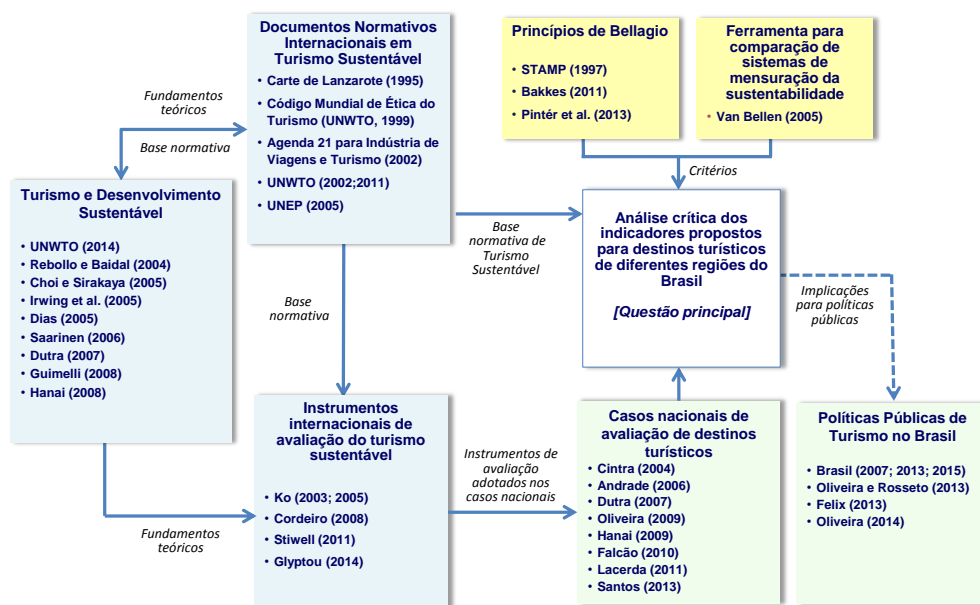 Documentos Normativos
Internacionais em
Turismo Sustentável
• Carte de Lanzarote (1995)
• Código Mundial de Ética do
Turismo (UNWTO, 1999)
• Agenda 21 para Indústria de
Viagens e Turismo (2002)
• UNWTO (2002;2011)
• UNEP (2005)
Princípios de Bellagio
• STAMP (1997)
• Bakkes (2011)
• Pintér et al. (2013)
Ferramenta para
comparação de
sistemas de
mensuração da
sustentabilidade
• Van Bellen (2005)
Fundamentos
teóricos
Base normativa
Critérios
Turismo e Desenvolvimento
Sustentável
• UNWTO (2014)
• Rebollo e Baidal (2004)
• Choi e Sirakaya (2005)
• Irwing et al. (2005)
• Dias (2005)
• Saarinen (2006)
• Dutra (2007)
• Guimelli (2008)
• Hanai (2008)
Base
normativa de
Turismo
Sustentável
Análise crítica dos
indicadores propostos
para destinos turísticos
de diferentes regiões do
Brasil
[Questão principal]
Implicações
para políticas
públicas
Base
normativa
Instrumentos
internacionais de
avaliação do turismo
sustentável
• Ko (2003; 2005)
• Cordeiro (2008)
• Stiwell (2011)
• Glyptou (2014)
Instrumentos de
avaliação
adotados nos
casos nacionais
Fundamentos
teóricos
Casos nacionais de
avaliação de destinos
turísticos
• Cintra (2004)
• Andrade (2006)
• Dutra (2007)
• Oliveira (2009)
• Hanai (2009)
• Falcão (2010)
• Lacerda (2011)
• Santos (2013)
Políticas Públicas de
Turismo no Brasil
• Brasil (2007; 2013; 2015)
• Oliveira e Rosseto (2013)
• Felix (2013)
• Oliveira (2014)